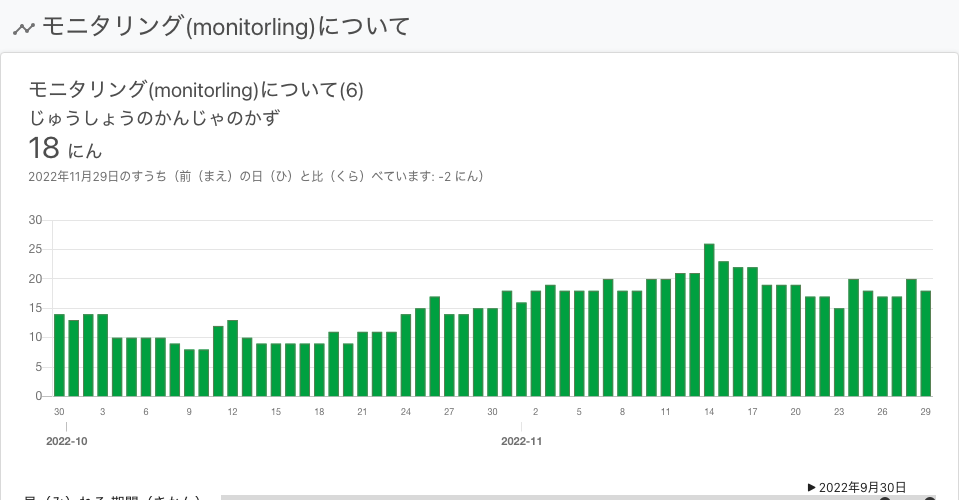 モニタリング(monitorling)について
モニタリング(monitorling)について(6)
じゅうしょうのかんじゃのかず
18 にん
2022年11月29日のすうち（前（まえ）の日（ひ）と比（くら）べています: -2 にん）
30
25
20
15
10
5
0
30 3 6 9 12 15 18 21 24 27 30 2 5 8 11 14 17 20 23 26 29
2022-10 2022-11
▶ 2022年9月30日